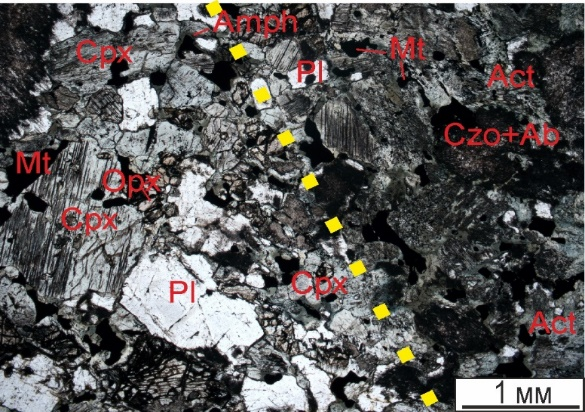 Amph
Cpx
Mt
Pl
Act
Czo+Ab
Mt
Opx
Cpx
Pl
Cpx
Act
1 мм